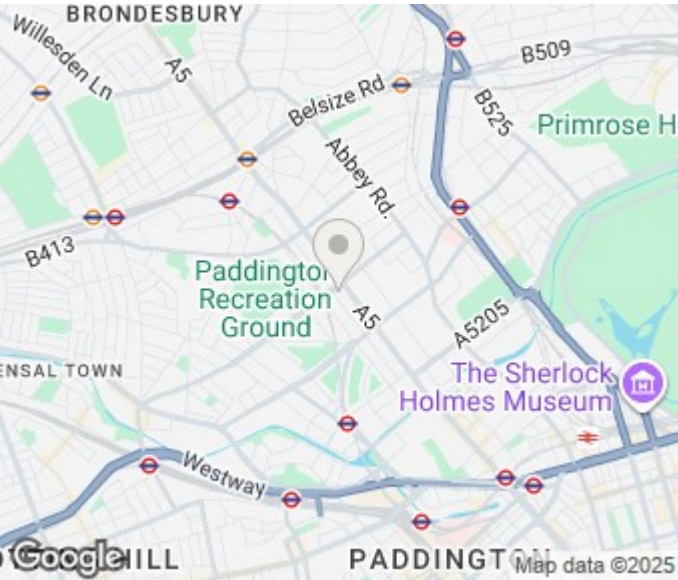 BRONDESBURY
Willesden Ln
A5
B509
Belsize Rd
B525
Primrose H
Abbey Rd.
B413
Paddington
Recreation
Ground
A5
A5205
ENSAL TOWN
The Sherlock
Holmes Museum
Westway
Google
HILL
PADDINGTON
Map data ©2025